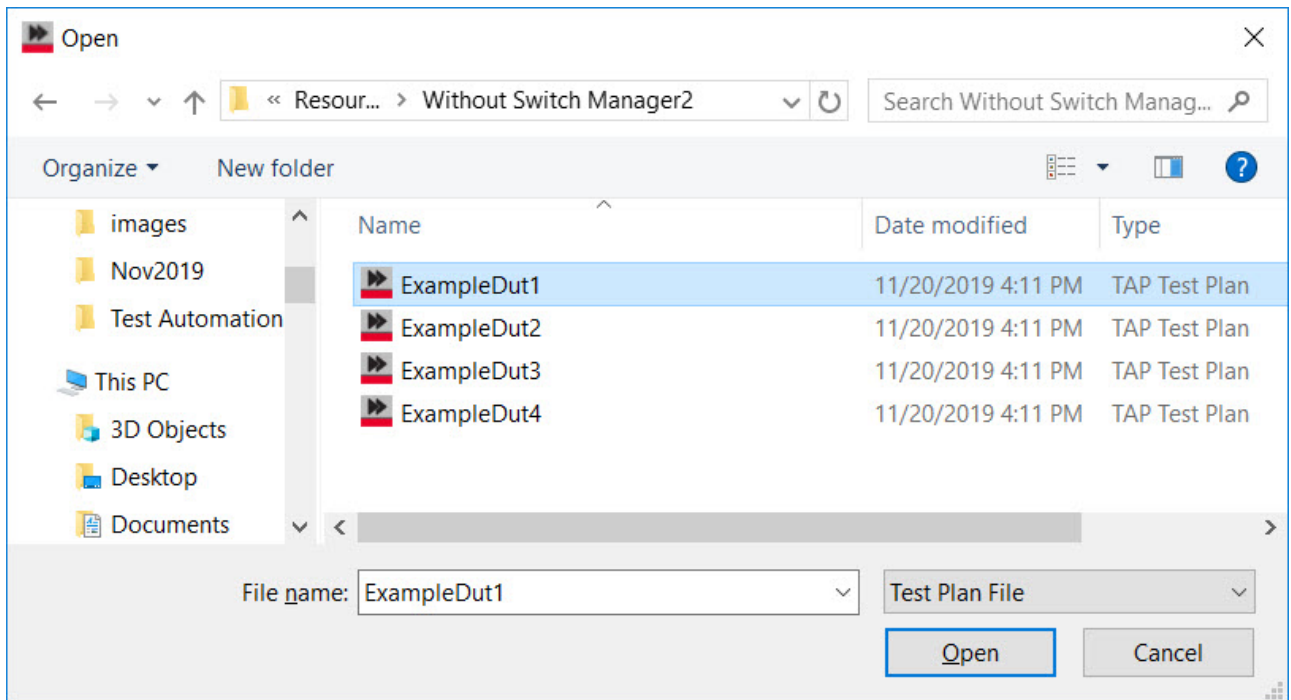 Open
« Resour... > Without Switch Manager2
Search Without Switch Manag...
Organize
New folder
images
Nov2019
Test Automation
This PC
3D Objects
Desktop
Documents
Name Date modified Type
ExampleDut1 11/20/2019 4:11 PM TAP Test Plan
ExampleDut2 11/20/2019 4:11 PM TAP Test Plan
ExampleDut3 11/20/2019 4:11 PM TAP Test Plan
ExampleDut4 11/20/2019 4:11 PM TAP Test Plan
File name: ExampleDut1
Test Plan File
Open
Cancel